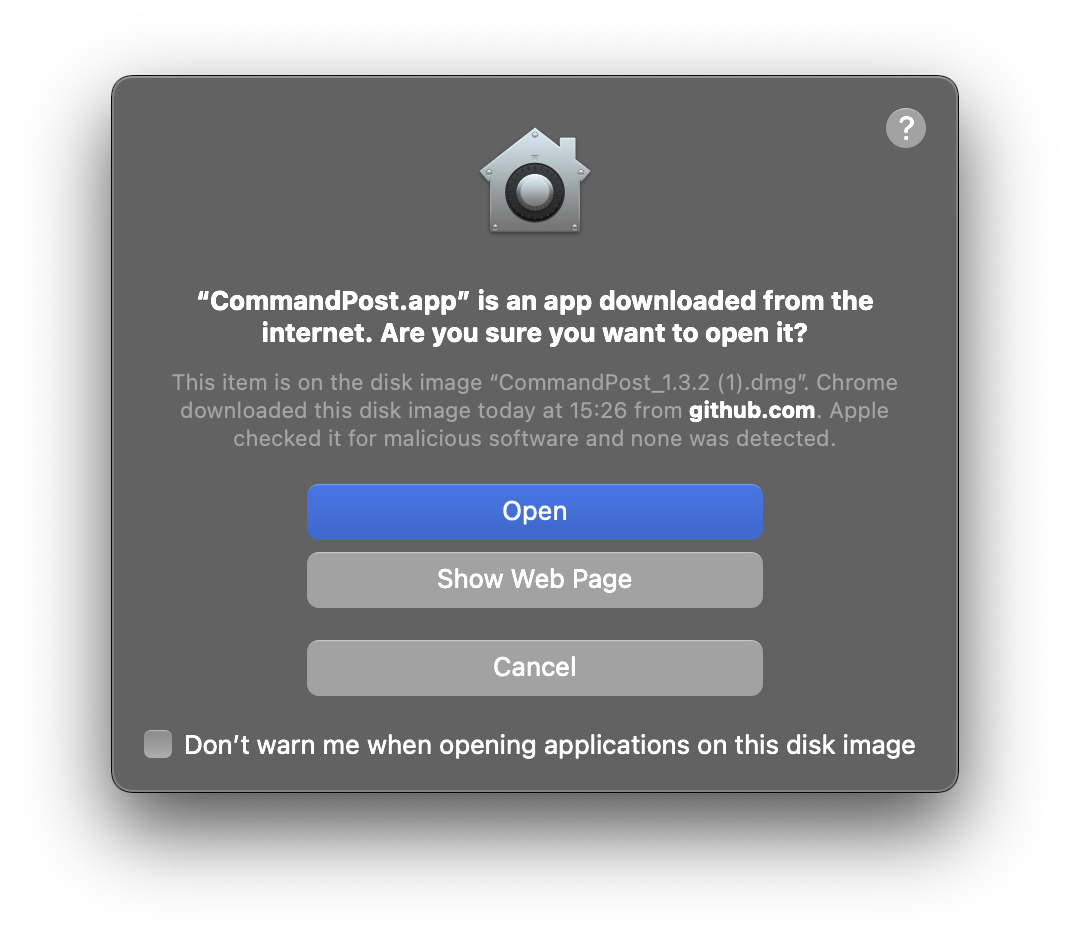 ?
“CommandPost.app” is an app downloaded from the
internet. Are you sure you want to open it?
This item is on the disk image “CommandPost_1.3.2 (1).dmg”. Chrome
downloaded this disk image today at 15:26 from github.com. Apple
checked it for malicious software and none was detected.
Open
Show Web Page
Cancel
Don’t warn me when opening applications on this disk image